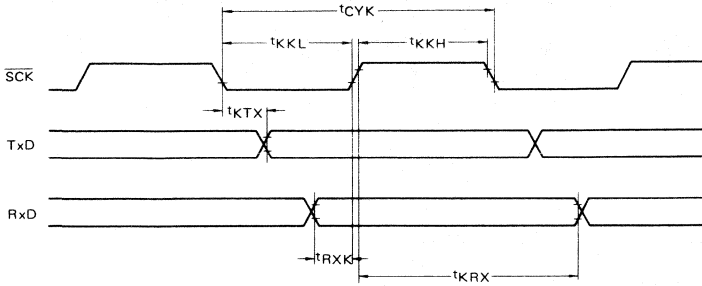 tCYK
tKKL
tKKH
SCK
tKTX
TxD
RxD
tRXK
tKRX